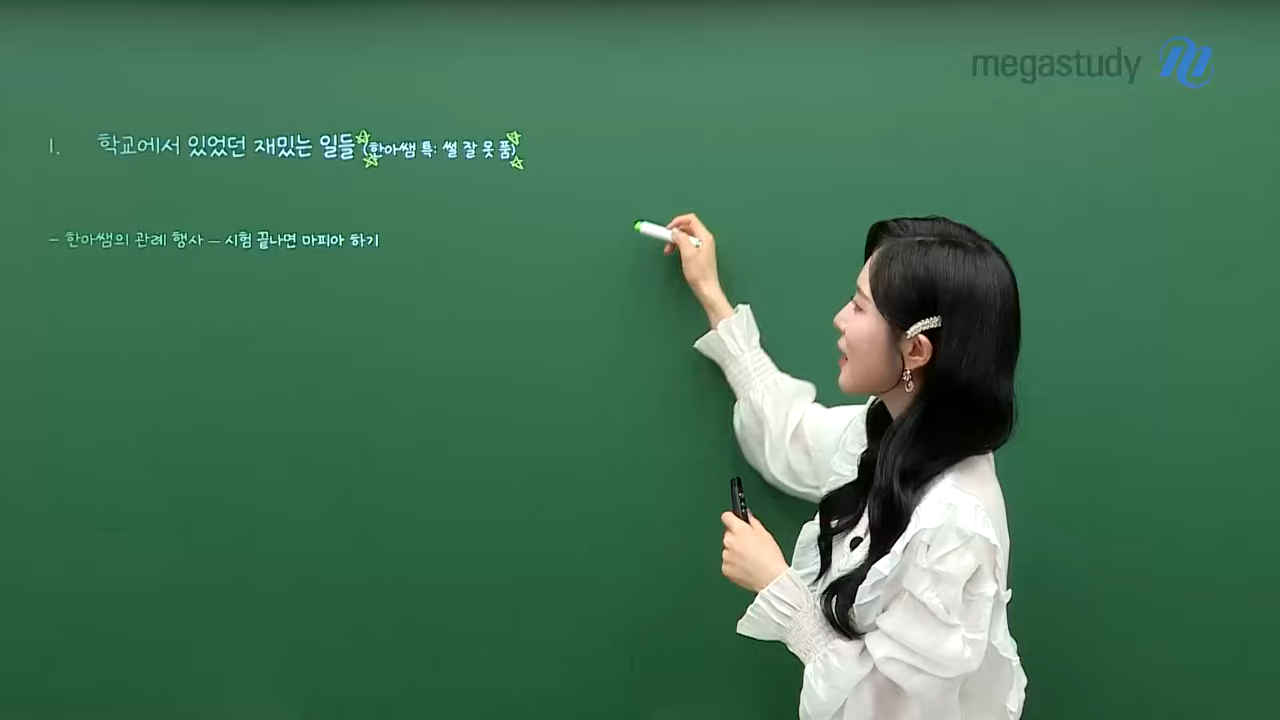 megastudy
1. 학교에서 있었던 재밌는 일들 (한아쌤 특: 썰 잘 못 품)
- 한아쌤의 관례 행사 – 시험 끝나면 마피아 하기